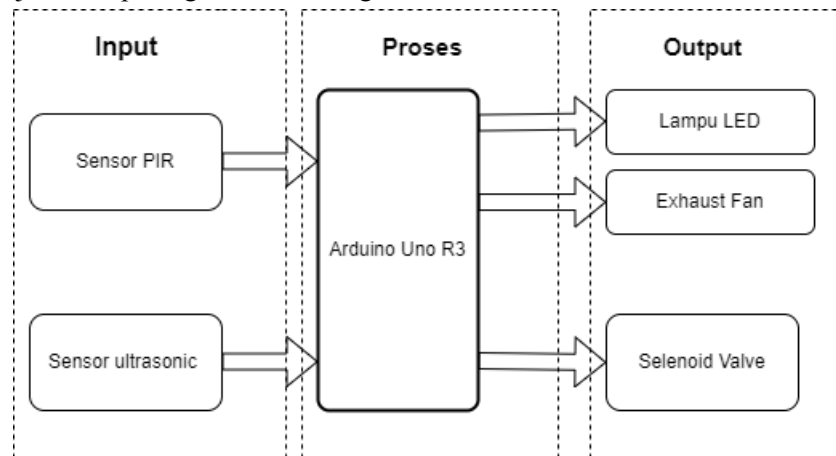 Input
Proses
Output
Sensor PIR
Arduino Uno R3
Lampu LED
Exhaust Fan
Sensor ultrasonic
Selenoid Valve